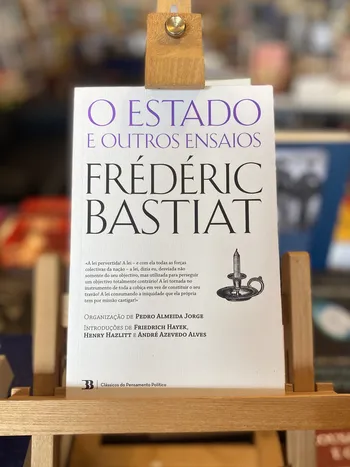 O ESTADO
E OUTROS ENSAIOS
FRÉDÉRIC
BASTIAT
«A lei pervertida! A lei – e com ela todas as forças
colectivas da nação – a lei, dizia eu, desviada não
somente do seu objectivo, mas utilizada para perseguir
um objectivo totalmente contrário! A lei tornada no
instrumento de toda a cobiça em vez de constituir o seu
travão! A lei consumando a iniquidade que ela própria
tem por missão castigar!»
ORGANIZAÇÃO DE PEDRO ALMEIDA JORGE
INTRODUÇÕES DE FRIEDRICH HAYEK,
HENRY HAZLITT E ANDRÉ AZEVEDO ALVES
B Clássicos do Pensamento Político